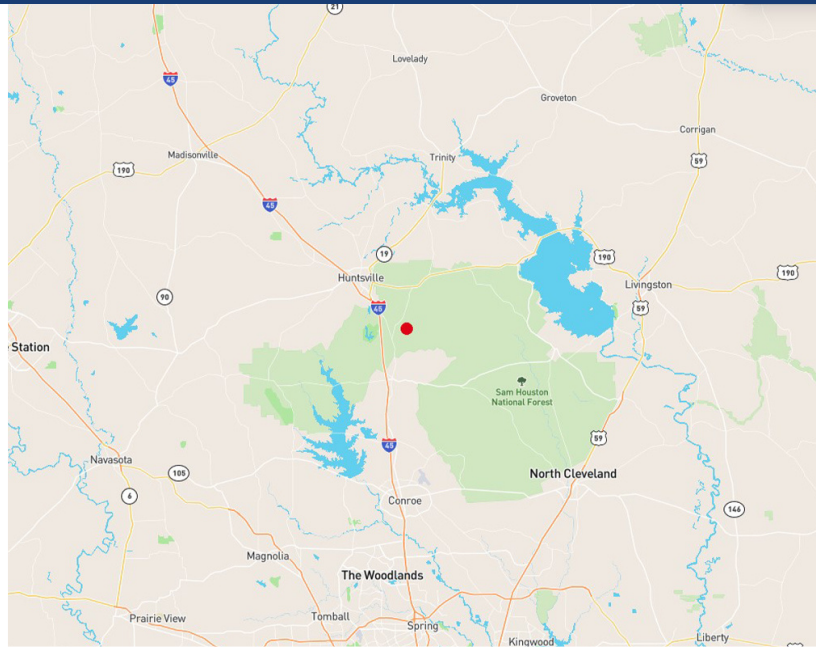 21
Lovelady
45
Groveton
Corrigan
59
Madisonville
Trinity
190
45
19
190
Livingston
190
Huntsville
90
45
59
Station
Sam Houston
National Forest
59
45
Navasota
105
North Cleveland
6
Conroe
146
Magnolia
The Woodlands
Prairie View
Tomball
Spring
Kingwood
Liberty